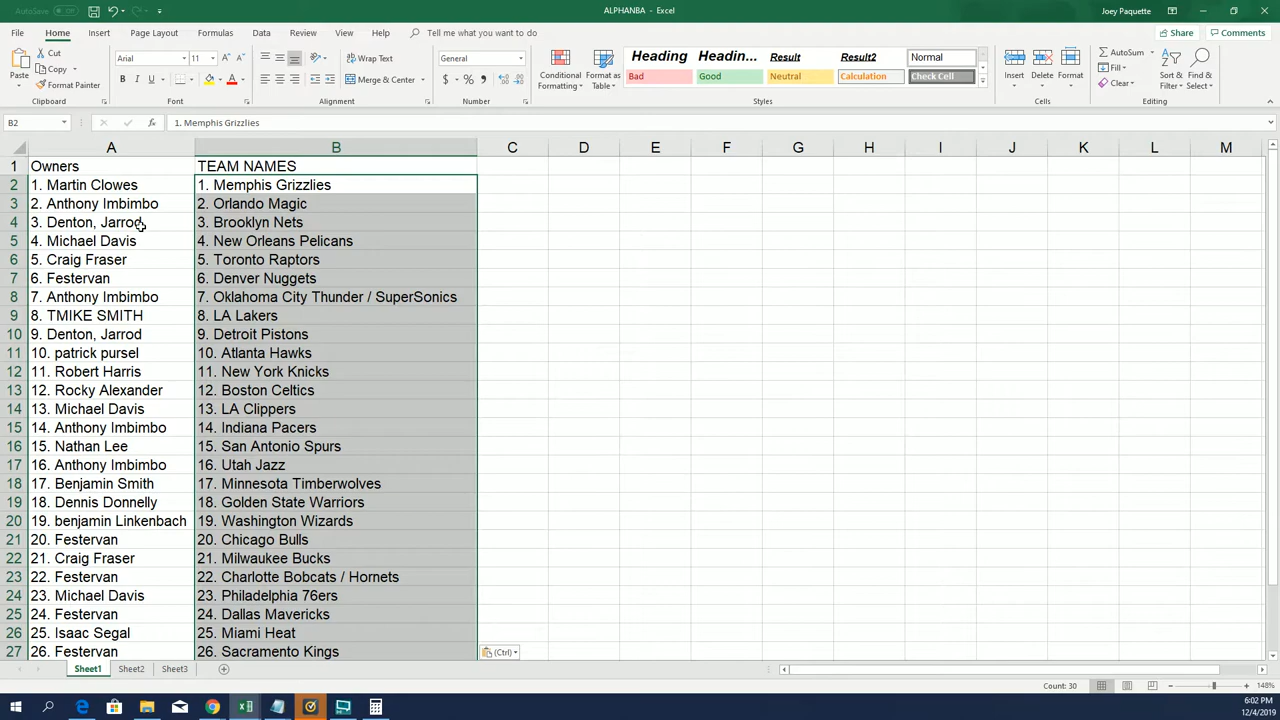 AutoSave Off
ALPHANBA - Excel
Joey Paquette
File Home Insert Page Layout Formulas Data Review View Help Tell me what you want to do
Share Comments
Paste
Cut
Copy
Format Painter
Clipboard
Arial 11
B I U
Font
Wrap Text
Merge & Center
Alignment
General
$ % ,
Number
Conditional Formatting
Format as Table
Heading Headin... Result Result2 Normal
Bad Good Neutral Calculation Check Cell
Styles
Insert Delete Format
Cells
AutoSum
Fill
Clear
Sort & Filter
Find & Select
Editing
B2 fx 1. Memphis Grizzlies
A B C D E F G H I J K L M
1 Owners TEAM NAMES
2 1. Martin Clowes 1. Memphis Grizzlies
3 2. Anthony Imbimbo 2. Orlando Magic
4 3. Denton, Jarrod 3. Brooklyn Nets
5 4. Michael Davis 4. New Orleans Pelicans
6 5. Craig Fraser 5. Toronto Raptors
7 6. Festervan 6. Denver Nuggets
8 7. Anthony Imbimbo 7. Oklahoma City Thunder / SuperSonics
9 8. TMIKE SMITH 8. LA Lakers
10 9. Denton, Jarrod 9. Detroit Pistons
11 10. patrick pursel 10. Atlanta Hawks
12 11. Robert Harris 11. New York Knicks
13 12. Rocky Alexander 12. Boston Celtics
14 13. Michael Davis 13. LA Clippers
15 14. Anthony Imbimbo 14. Indiana Pacers
16 15. Nathan Lee 15. San Antonio Spurs
17 16. Anthony Imbimbo 16. Utah Jazz
18 17. Benjamin Smith 17. Minnesota Timberwolves
19 18. Dennis Donnelly 18. Golden State Warriors
20 19. benjamin Linkenbach 19. Washington Wizards
21 20. Festervan 20. Chicago Bulls
22 21. Craig Fraser 21. Milwaukee Bucks
23 22. Festervan 22. Charlotte Bobcats / Hornets
24 23. Michael Davis 23. Philadelphia 76ers
25 24. Festervan 24. Dallas Mavericks
26 25. Isaac Segal 25. Miami Heat
27 26. Festervan 26. Sacramento Kings
(Ctrl)
Sheet1 Sheet2 Sheet3
Count: 30 148%
6:02 PM
12/4/2019